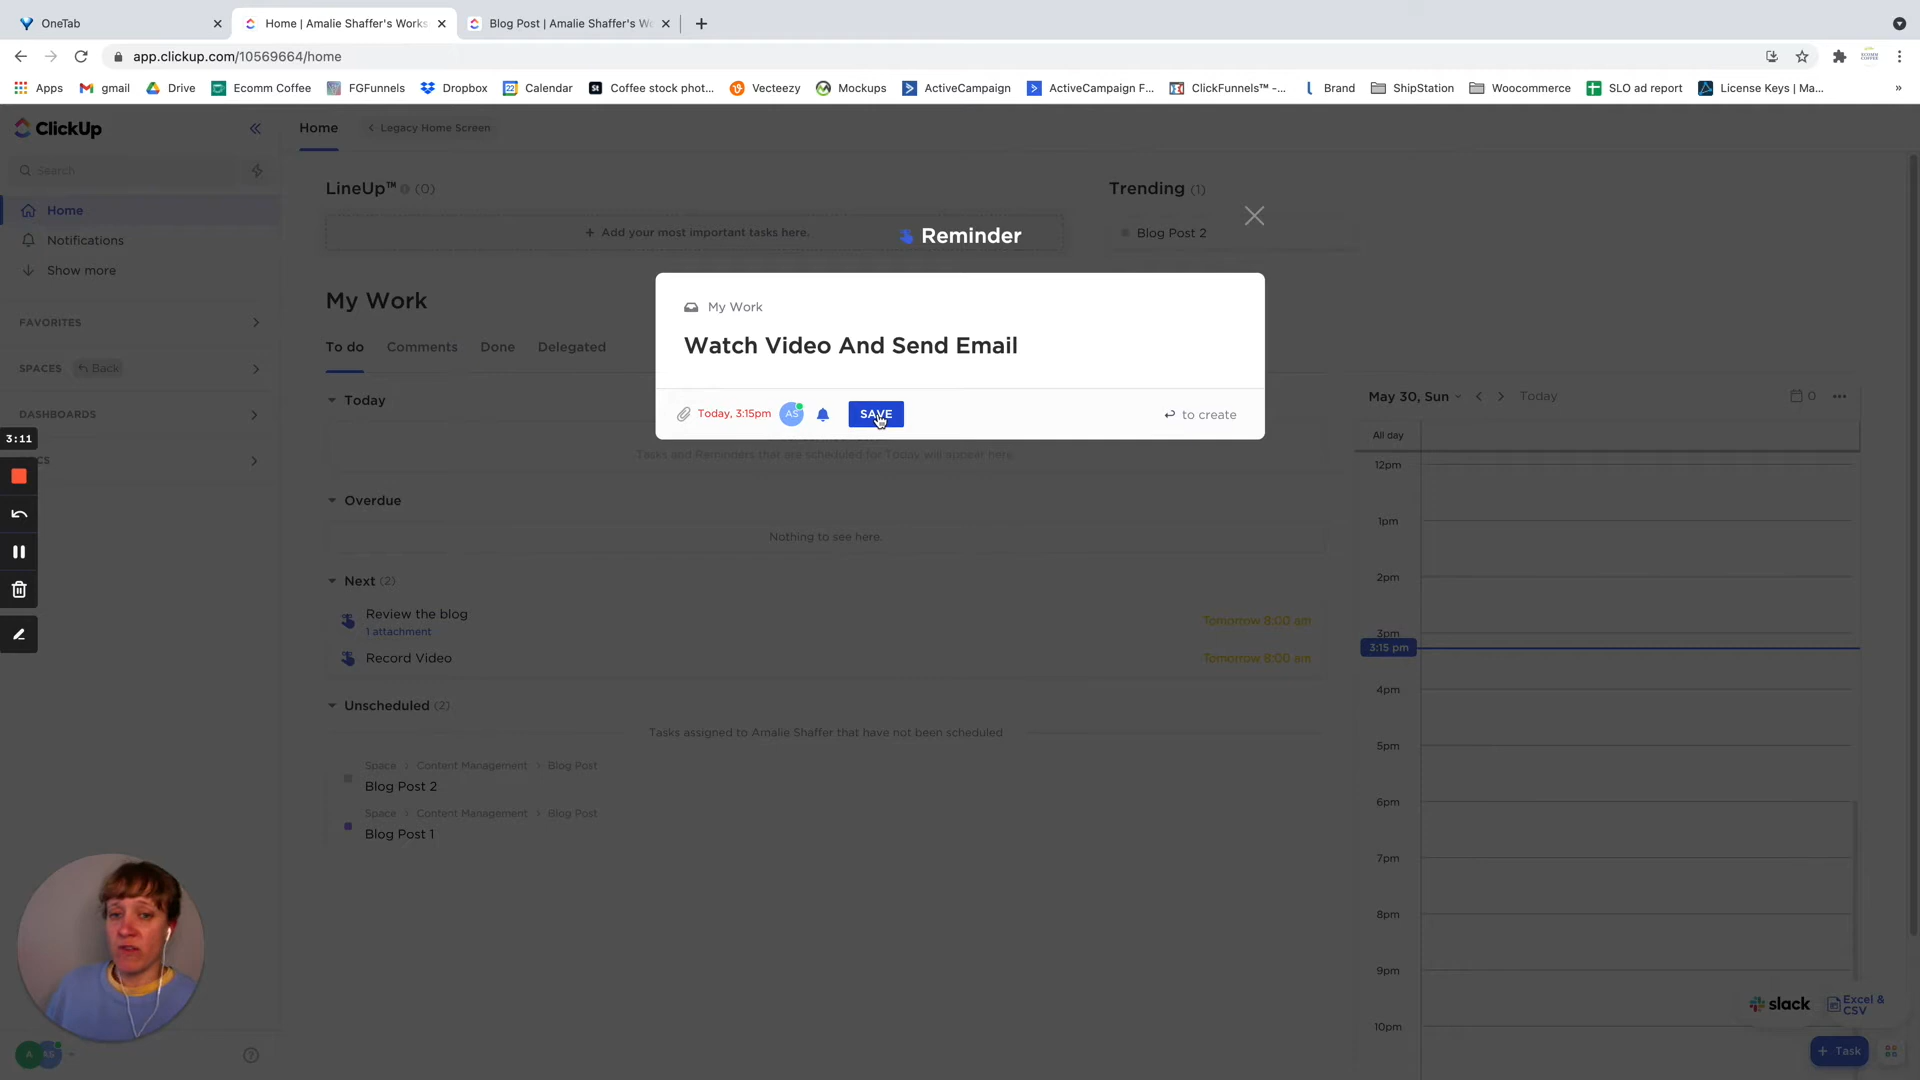 OneTab
Home | Amalie Shaffer's Works
Blog Post | Amalie Shaffer's Wo
app.clickup.com/10569664/home
Apps
gmail
Drive
Ecomm Coffee
FGFunnels
Dropbox
Calendar
Coffee stock phot...
Vecteezy
Mockups
ActiveCampaign
ActiveCampaign F...
ClickFunnels™ -...
Brand
ShipStation
Woocommerce
SLO ad report
License Keys | Ma...
»
ClickUp
Home
Legacy Home Screen
Search
LineUp™ (0)
Trending (1)
Home
Notifications
Show more
+ Add your most important tasks here.
Blog Post 2
Reminder
My Work
FAVORITES
My Work
Watch Video And Send Email
To do
Comments
Done
Delegated
SPACES
Back
Today
Today, 3:15pm
AS
SAVE
to create
May 30, Sun
Today
0
DASHBOARDS
3:11
CS
All day
Tasks and Reminders that are scheduled for Today will appear here.
Overdue
Nothing to see here.
Next (2)
Review the blog
1 attachment
Tomorrow 8:00 am
Record Video
Tomorrow 8:00 am
Unscheduled (2)
Tasks assigned to Amalie Shaffer that have not been scheduled
Space > Content Management > Blog Post
Blog Post 2
Space > Content Management > Blog Post
Blog Post 1
12pm
1pm
2pm
3pm
3:15 pm
4pm
5pm
6pm
7pm
8pm
9pm
10pm
slack
Excel &
CSV
A
AS
?
+ Task